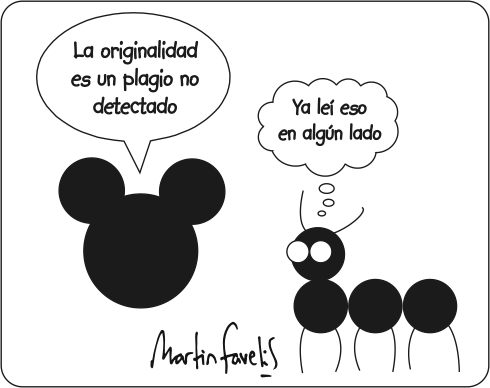 La originalidad
es un plagio no
detectado
Ya leí eso
en algún lado
Martin Favelis